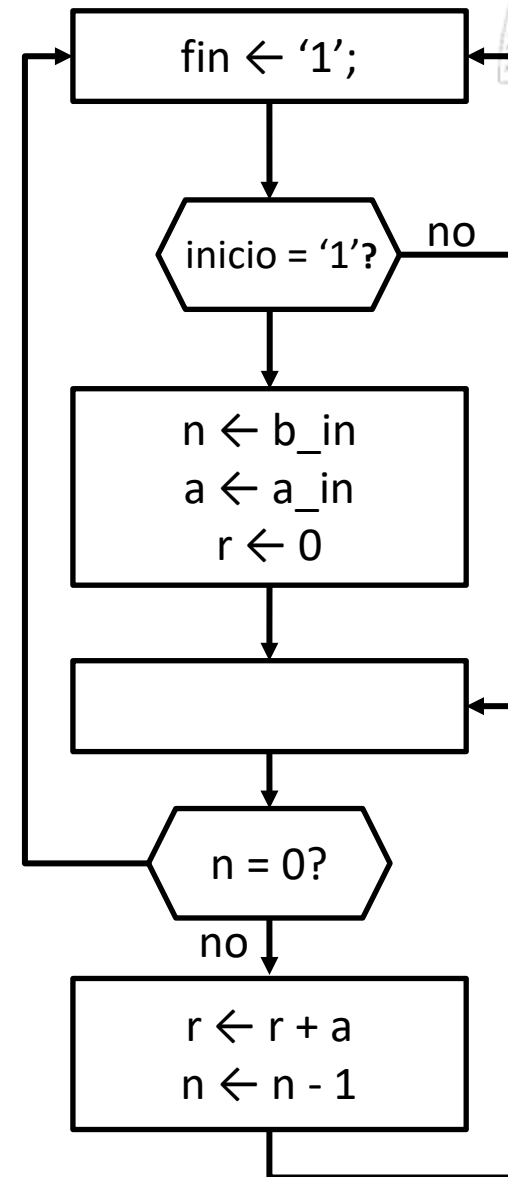 fin ← ‘1’;
inicio = ‘1’?
no
n ← b_in
a ← a_in
r ← 0
n = 0?
no
r ← r + a
n ← n - 1